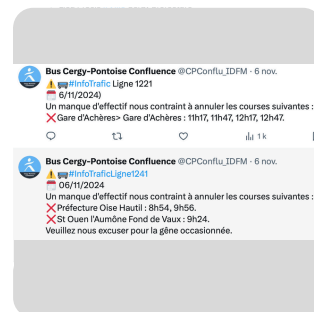 Bus Cergy-Pontoise Confluence @CPConflu_IDFM · 6 nov.
⚠️🚌#InfoTrafic Ligne 1221
🗓️ 6/11/2024)
Un manque d'effectif nous contraint à annuler les courses suivantes :
❌Gare d'Achères> Gare d'Achères : 11h17, 11h47, 12h17, 12h47.
1 k
Bus Cergy-Pontoise Confluence @CPConflu_IDFM · 6 nov.
⚠️🚌#InfoTraficLigne1241
🗓️ 06/11/2024
Un manque d'effectif nous contraint à annuler les courses suivantes :
❌Préfecture Oise Hautil : 8h54, 9h56.
❌St Ouen l'Aumône Fond de Vaux : 9h24.
Veuillez nous excuser pour la gêne occasionnée.